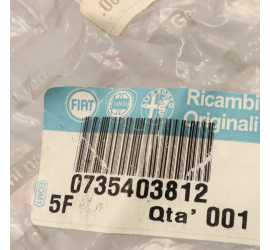 Ricambi
Originali
FIAT
0735403812
5F
Qta' 001